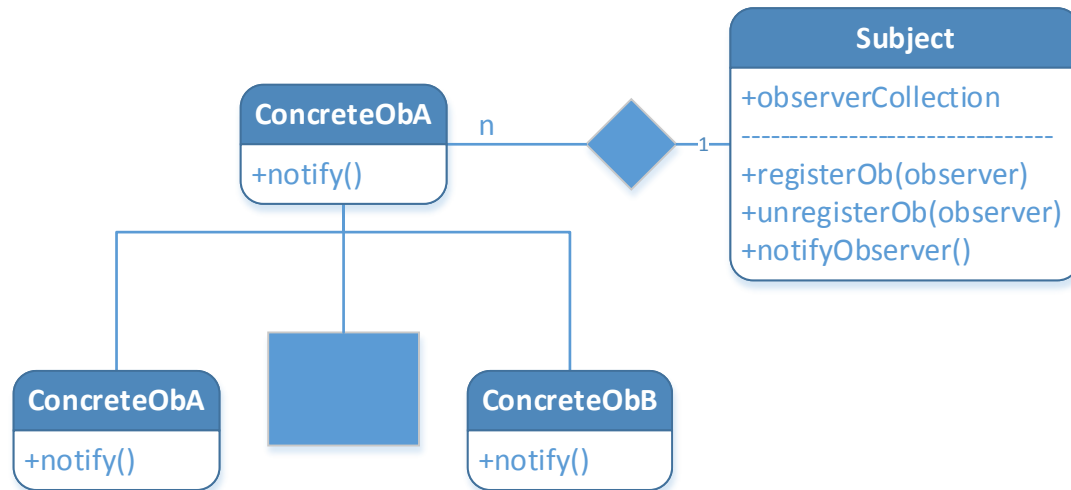 Subject
+observerCollection
--------------------------------
+registerOb(observer)
+unregisterOb(observer)
+notifyObserver()
ConcreteObA
+notify()
n
1
ConcreteObA
+notify()
ConcreteObB
+notify()